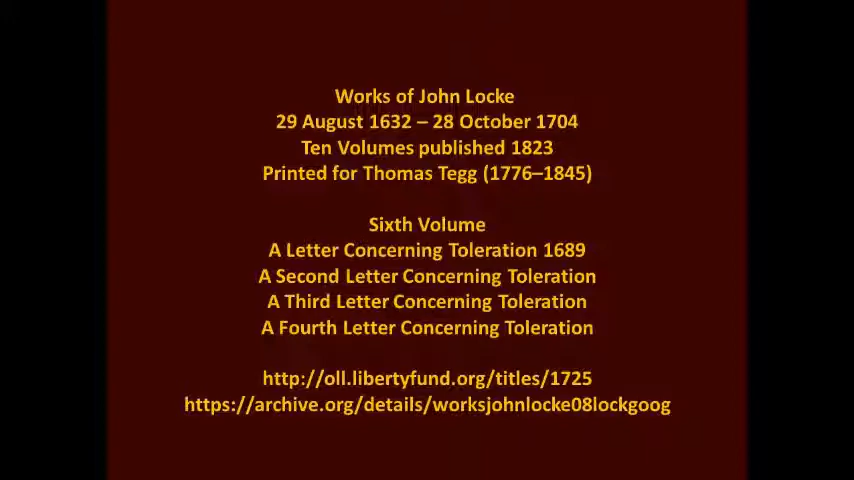 Works of John Locke
29 August 1632 – 28 October 1704
Ten Volumes published 1823
Printed for Thomas Tegg (1776–1845)
Sixth Volume
A Letter Concerning Toleration 1689
A Second Letter Concerning Toleration
A Third Letter Concerning Toleration
A Fourth Letter Concerning Toleration
http://oll.libertyfund.org/titles/1725
https://archive.org/details/worksjohnlocke08lockgoog